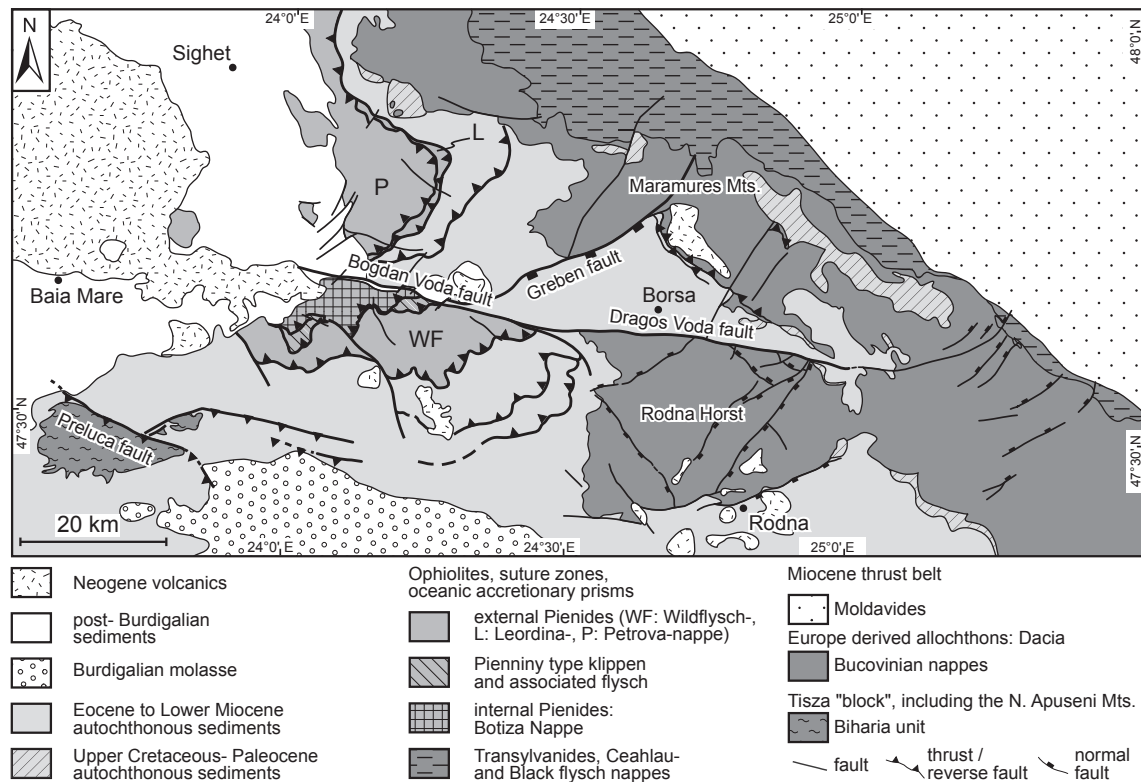 24°0' E
24°30' E
25°0' E
48°0' N
N
Sighet
L
P
Maramures Mts.
Bogdan Voda fault
Greben fault
Baia Mare
Borsa
Dragos Voda fault
WF
Rodna Horst
47°30' N
Preluca fault
47°30' N
20 km
Rodna
24°0' E
24°30' E
25°0' E
Neogene volcanics
post- Burdigalian
sediments
Burdigalian molasse
Eocene to Lower Miocene
autochthonous sediments
Upper Cretaceous- Paleocene
autochthonous sediments
Ophiolites, suture zones,
oceanic accretionary prisms
external Pienides (WF: Wildflysch-,
L: Leordina-, P: Petrova-nappe)
Pienniny type klippen
and associated flysch
internal Pienides:
Botiza Nappe
Transylvanides, Ceahlau-
and Black flysch nappes
Miocene thrust belt
Moldavides
Europe derived allochthons: Dacia
Bucovinian nappes
Tisza "block", including the N. Apuseni Mts.
Biharia unit
fault
thrust /
reverse fault
normal
fault